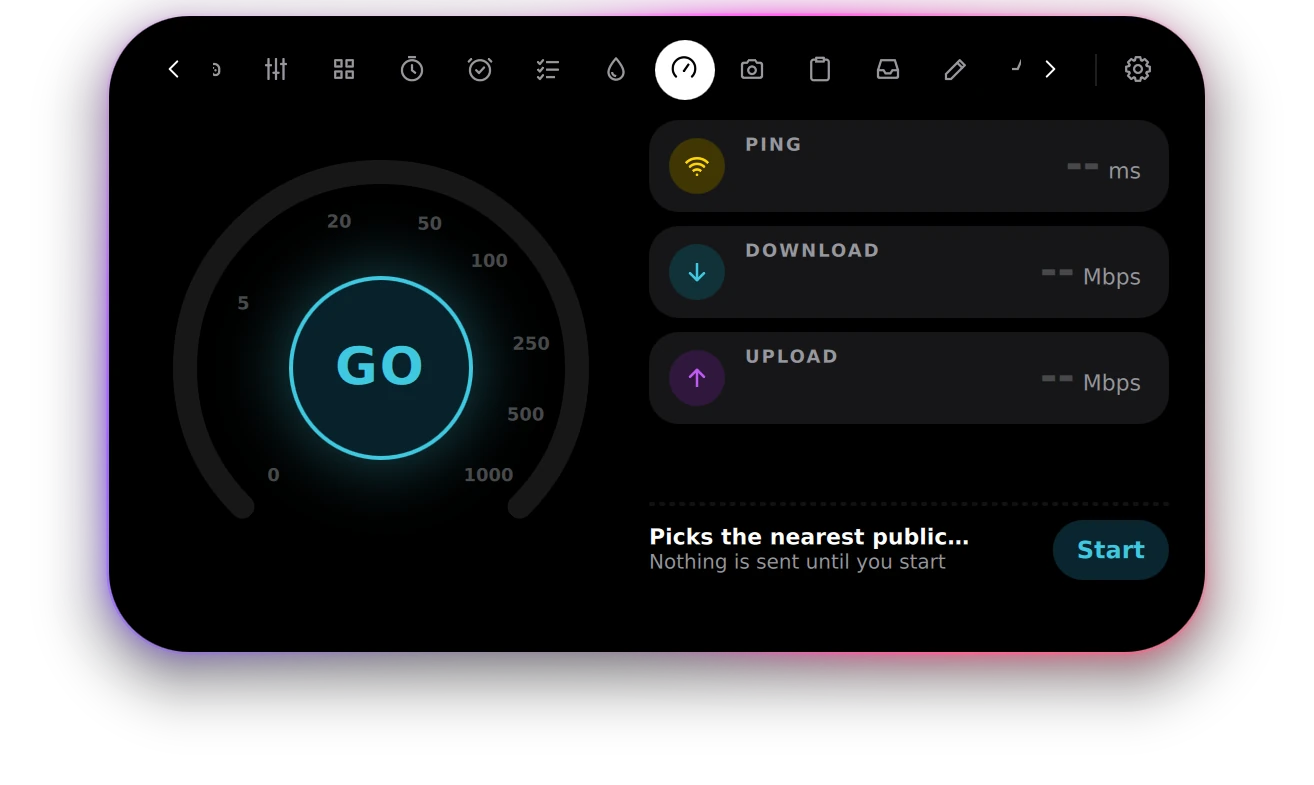 PING
-- ms
20
50
100
5
DOWNLOAD
-- Mbps
250
GO
UPLOAD
-- Mbps
500
0
1000
Picks the nearest public…
Nothing is sent until you start
Start